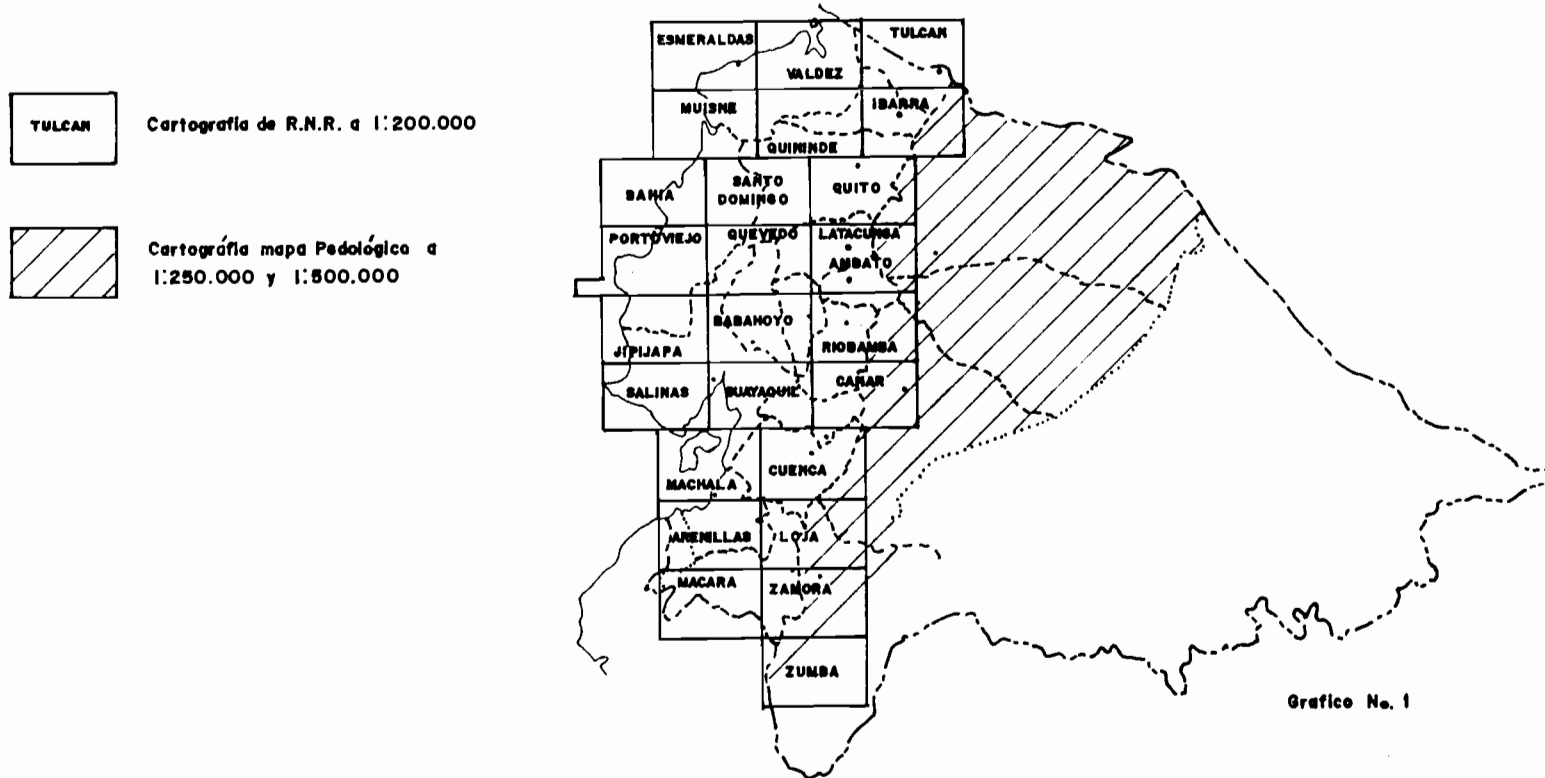 TULCAN
Cartografía de R.N.R. a 1:200.000
Cartográfía mapa Pedológico a
1:250.000 y 1:500.000
ESMERALDAS
VALDEZ
TULCAN
MUISNE
QUININDE
IBARRA
BAHIA
SANTO
DOMINGO
QUITO
PORTOVIEJO
QUEVEDO
LATACUNGA
AMBATO
JIPIJAPA
BABAHOYO
RIOBAMBA
SALINAS
GUAYAQUIL
CAÑAR
MACHALA
CUENCA
ARENILLAS
LOJA
MACARA
ZAMORA
ZUMBA
Grafico No. 1